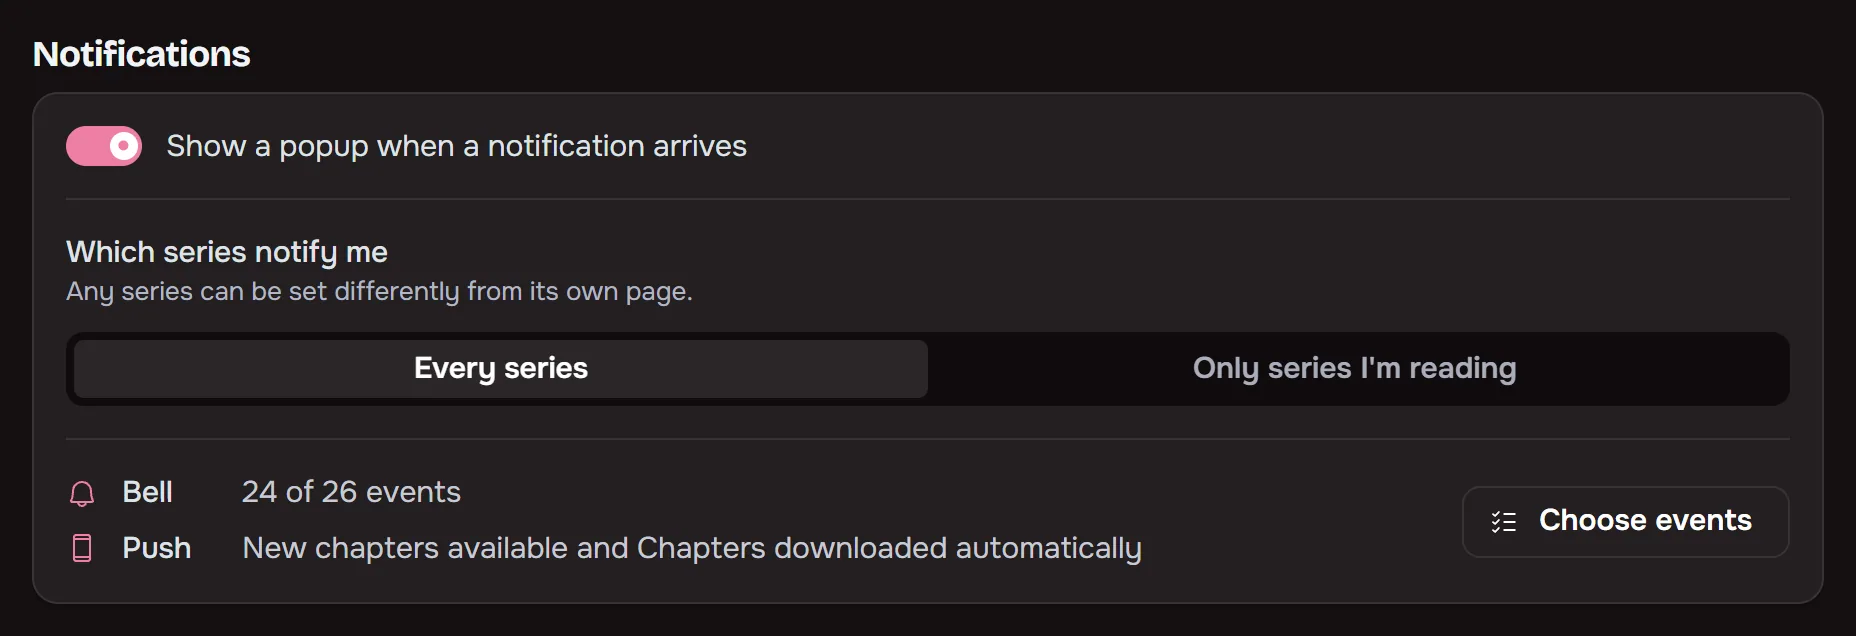 Notifications
Show a popup when a notification arrives
Which series notify me
Any series can be set differently from its own page.
Every series
Only series I'm reading
Bell 24 of 26 events
Push New chapters available and Chapters downloaded automatically
Choose events